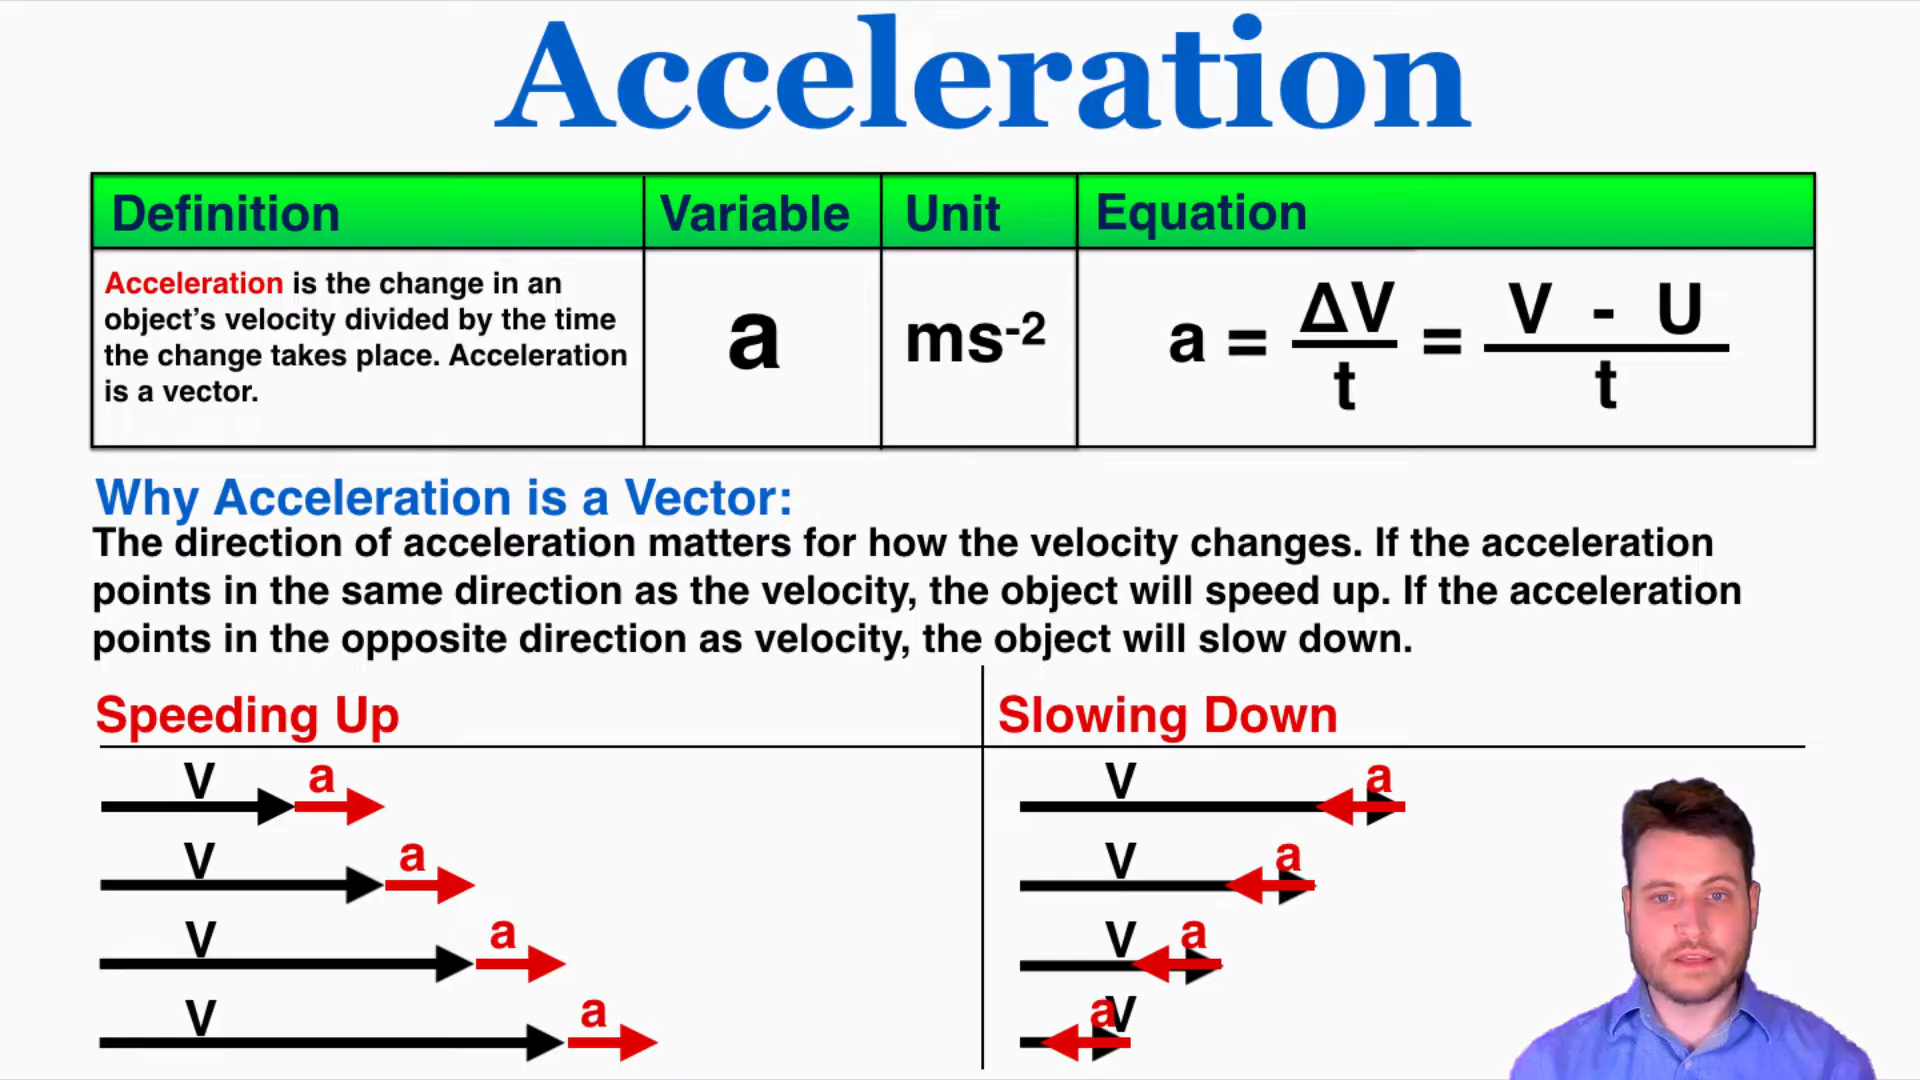 Acceleration
Definition Variable Unit Equation
Acceleration is the change in an
object's velocity divided by the time
the change takes place. Acceleration
is a vector.
a
ms-2
a = ΔV/t = V - U/t
Why Acceleration is a Vector:
The direction of acceleration matters for how the velocity changes. If the acceleration
points in the same direction as the velocity, the object will speed up. If the acceleration
points in the opposite direction as velocity, the object will slow down.
Speeding Up
V a
V a
V a
V a
Slowing Down
V a
V a
V a
a V